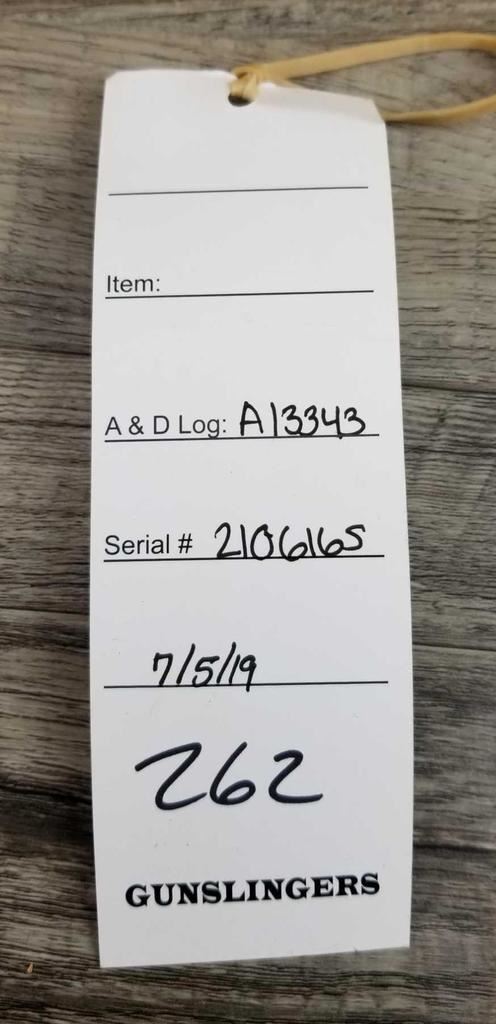 Item:
A & D Log: A13343
Serial # 2106165
7/5/19
262
GUNSLINGERS